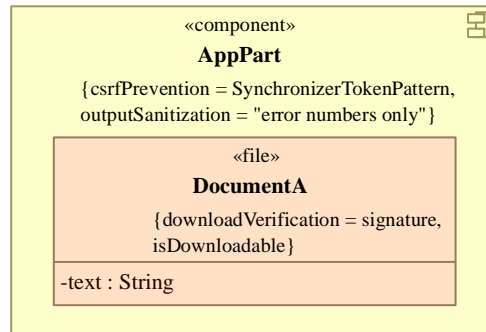 «component»
AppPart
{csrfPrevention = SynchronizerTokenPattern,
outputSanitization = "error numbers only"}
«file»
DocumentA
{downloadVerification = signature,
isDownloadable}
-text : String